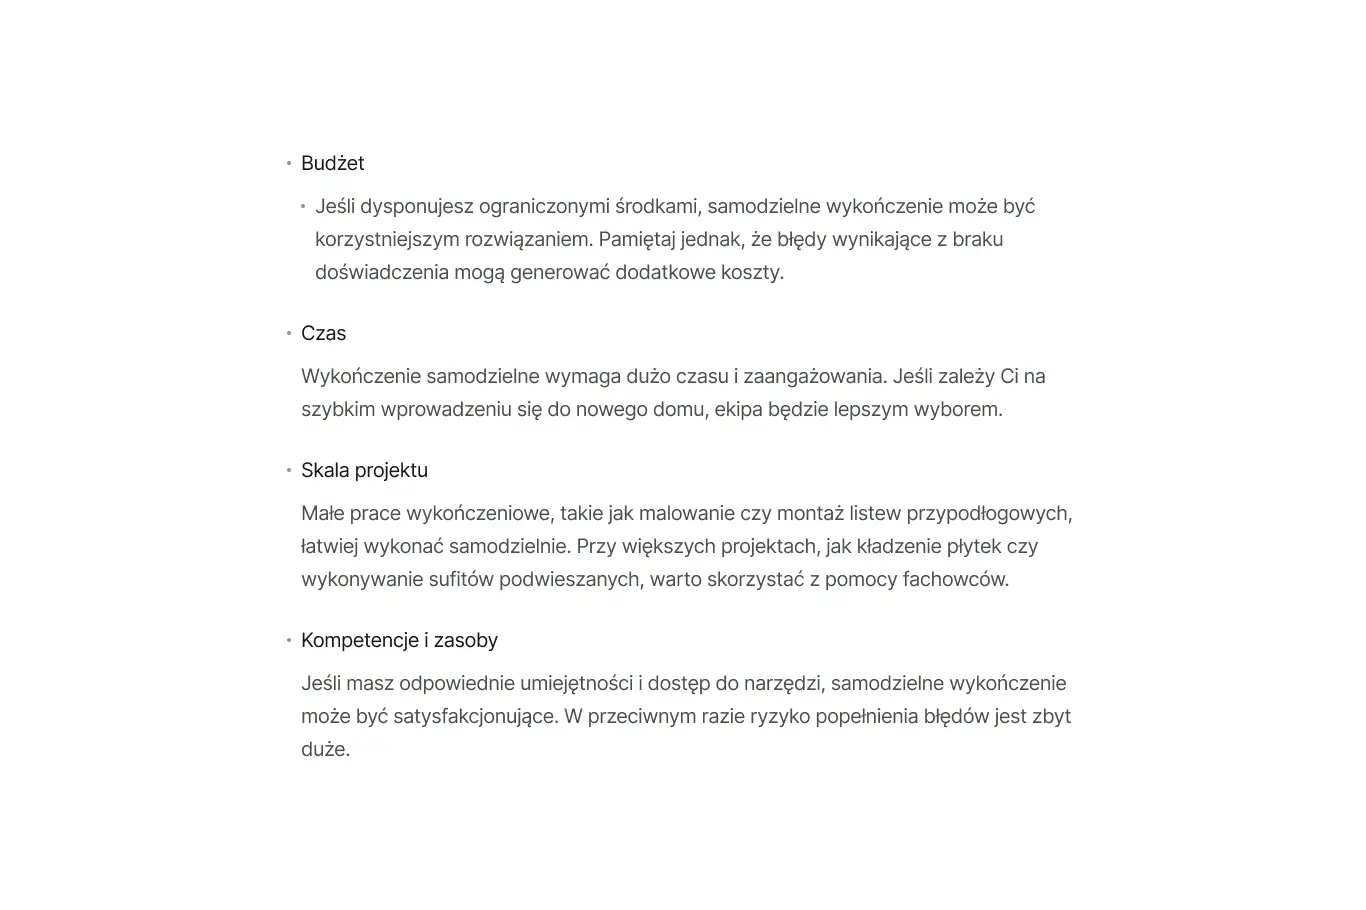 • Budżet
• Jeśli dysponujesz ograniczonymi środkami, samodzielne wykończenie może być
korzystniejszym rozwiązaniem. Pamiętaj jednak, że błędy wynikające z braku
doświadczenia mogą generować dodatkowe koszty.
• Czas
Wykończenie samodzielne wymaga dużo czasu i zaangażowania. Jeśli zależy Ci na
szybkim wprowadzeniu się do nowego domu, ekipa będzie lepszym wyborem.
• Skala projektu
Małe prace wykończeniowe, takie jak malowanie czy montaż listew przypodłogowych,
łatwiej wykonać samodzielnie. Przy większych projektach, jak kładzenie płytek czy
wykonywanie sufitów podwieszanych, warto skorzystać z pomocy fachowców.
• Kompetencje i zasoby
Jeśli masz odpowiednie umiejętności i dostęp do narzędzi, samodzielne wykończenie
może być satysfakcjonujące. W przeciwnym razie ryzyko popełnienia błędów jest zbyt
duże.